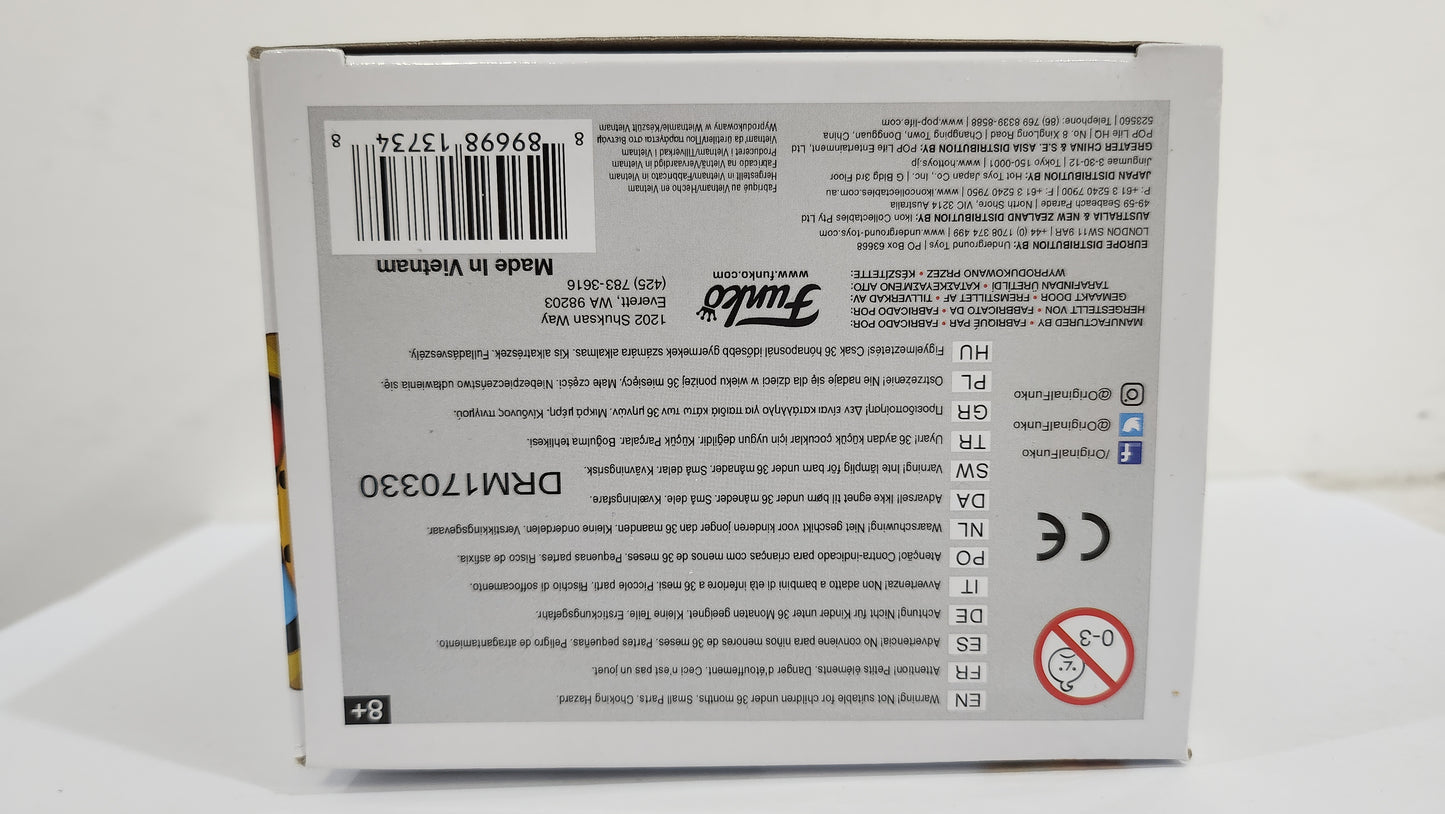 8+
EN Warning! Not suitable for children under 36 months. Small Parts. Choking Hazard.
FR Attention! Petits éléments. Danger d'étouffement. Ceci n'est pas un jouet.
ES Advertencia! No conviene para niños menores de 36 meses. Partes pequeñas. Peligro de atragantamiento.
DE Achtung! Nicht für Kinder unter 36 Monaten geeignet. Kleine Teile. Erstickungsgefahr.
IT Avvertenza! Non adatto a bambini di età inferiore a 36 mesi. Piccole parti. Rischio di soffocamento.
PO Atenção! Contra-indicado para crianças com menos de 36 meses. Pequenas partes. Risco de asfixia.
NL Waarschuwing! Niet geschikt voor kinderen jonger dan 36 maanden. Kleine onderdelen. Verstikkingsgevaar.
DA Advarsel! Ikke egnet til børn under 36 måneder. Små dele. Kvælningsfare.
SW Varning! Inte lämplig för barn under 36 månader. Små delar. Kvävningsrisk.
TR Uyarı! 36 aydan küçük çocuklar için uygun değildir. Küçük Parçalar. Boğulma tehlikesi.
GR Προειδοποίηση! Δεν είναι κατάλληλο για παιδιά κάτω των 36 μηνών. Μικρά μέρη. Κίνδυνος πνιγμού.
PL Ostrzeżenie! Nie nadaje się dla dzieci w wieku poniżej 36 miesięcy. Małe części. Niebezpieczeństwo udławienia się.
HU Figyelmeztetés! Csak 36 hónaposnál idősebb gyermekek számára alkalmas. Kis alkatrészek. Fulladásveszély.
0-3
CE
DRM170330
/OriginalFunko
@OriginalFunko
@OriginalFunko
MANUFACTURED BY • FABRIQUÉ PAR • FABRICADO POR:
HERGESTELLT VON • FABBRICATO DA • FABRICADO POR:
GEMAAKT DOOR • FREMSTILLET AF • TILLVERKAD AV:
TARAFINDAN ÜRETİLDİ • ΚΑΤΑΣΚΕΥΑΣΜΕΝΟ ΑΠΟ:
WYPRODUKOWANO PRZEZ • KÉSZÍTETTE:
Funko
www.funko.com
1202 Shuksan Way
Everett, WA 98203
(425) 783-3616
Made In Vietnam
EUROPE DISTRIBUTION BY: Underground Toys | PO Box 63668
LONDON SW11 9AR | +44 (0) 1708 374 499 | www.underground-toys.com
AUSTRALIA & NEW ZEALAND DISTRIBUTION BY: Ikon Collectables Pty Ltd
49-59 Seabeach Parade | North Shore, VIC 3214 Australia
P: +61 3 5240 7900 | F: +61 3 5240 7950 | www.ikoncollectables.com.au
JAPAN DISTRIBUTION BY: Hot Toys Japan Co., Inc. | G Blg 3rd Floor
Jingumae 3-30-12 | Tokyo 150-0001 | www.hottoys.jp
GREATER CHINA & S.E. ASIA DISTRIBUTION BY: POP Life Entertainment, Ltd
POP Life HQ | No. 9 XingLong Road | Changping Town, Dongguan, China
523560 | Telephone: (86) 769 8339-8588 | www.pop-life.com
Fabriqué au Vietnam/Hecho en Vietnam
Hergestellt in Vietnam/Fabbricato in Vietnam
Fabricado na Vietnã/Vervaardigd in Vietnam
Produceret i Vietnam/Tillverkad i Vietnam
Vietnam'da üretilen/Που παράγονται στο Βιετνάμ
Wyprodukowany w Wietnamie/Készült Vietnam
8 89698 13734 8